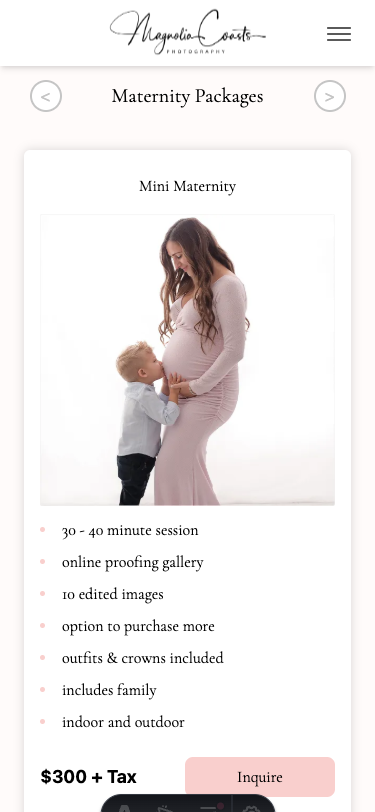 Magnolia Coasts
PHOTOGRAPHY
<
Maternity Packages
>
Mini Maternity
30 - 40 minute session
online proofing gallery
10 edited images
option to purchase more
outfits & crowns included
includes family
indoor and outdoor
$300 + Tax
Inquire